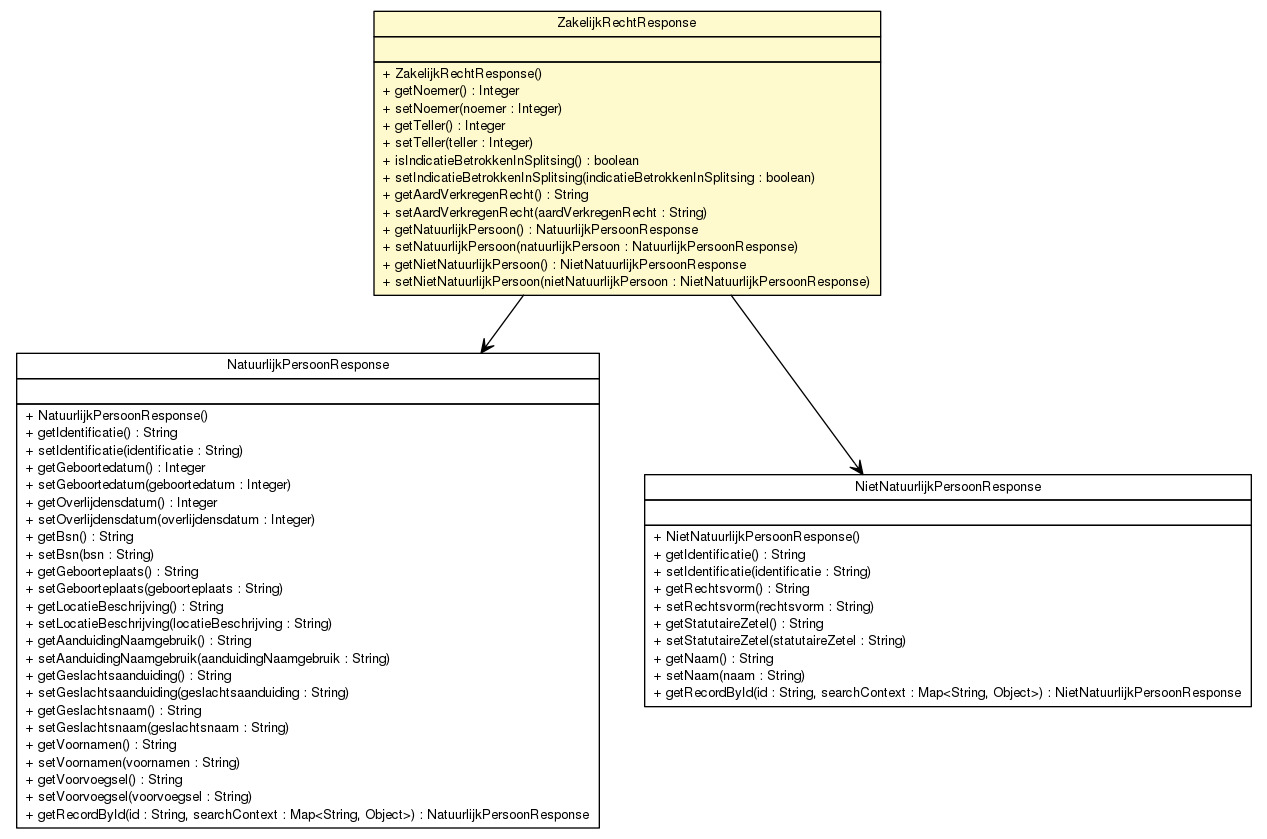 ZakelijkRechtResponse
+ ZakelijkRechtResponse()
+ getNoemer() : Integer
+ setNoemer(noemer : Integer)
+ getTeller() : Integer
+ setTeller(teller : Integer)
+ isIndicatieBetrokkenInSplitsing() : boolean
+ setIndicatieBetrokkenInSplitsing(indicatieBetrokkenInSplitsing : boolean)
+ getAardVerkregenRecht() : String
+ setAardVerkregenRecht(aardVerkregenRecht : String)
+ getNatuurlijkPersoon() : NatuurlijkPersoonResponse
+ setNatuurlijkPersoon(natuurlijkPersoon : NatuurlijkPersoonResponse)
+ getNietNatuurlijkPersoon() : NietNatuurlijkPersoonResponse
+ setNietNatuurlijkPersoon(nietNatuurlijkPersoon : NietNatuurlijkPersoonResponse)
NatuurlijkPersoonResponse
+ NatuurlijkPersoonResponse()
+ getIdentificatie() : String
+ setIdentificatie(identificatie : String)
+ getGeboortedatum() : Integer
+ setGeboortedatum(geboortedatum : Integer)
+ getOverlijdensdatum() : Integer
+ setOverlijdensdatum(overlijdensdatum : Integer)
+ getBsn() : String
+ setBsn(bsn : String)
+ getGeboorteplaats() : String
+ setGeboorteplaats(geboorteplaats : String)
+ getLocatieBeschrijving() : String
+ setLocatieBeschrijving(locatieBeschrijving : String)
+ getAanduidingNaamgebruik() : String
+ setAanduidingNaamgebruik(aanduidingNaamgebruik : String)
+ getGeslachtsaanduiding() : String
+ setGeslachtsaanduiding(geslachtsaanduiding : String)
+ getGeslachtsnaam() : String
+ setGeslachtsnaam(geslachtsnaam : String)
+ getVoornamen() : String
+ setVoornamen(voornamen : String)
+ getVoorvoegsel() : String
+ setVoorvoegsel(voorvoegsel : String)
+ getRecordById(id : String, searchContext : Map<String, Object>) : NatuurlijkPersoonResponse
NietNatuurlijkPersoonResponse
+ NietNatuurlijkPersoonResponse()
+ getIdentificatie() : String
+ setIdentificatie(identificatie : String)
+ getRechtsvorm() : String
+ setRechtsvorm(rechtsvorm : String)
+ getStatutaireZetel() : String
+ setStatutaireZetel(statutaireZetel : String)
+ getNaam() : String
+ setNaam(naam : String)
+ getRecordById(id : String, searchContext : Map<String, Object>) : NietNatuurlijkPersoonResponse